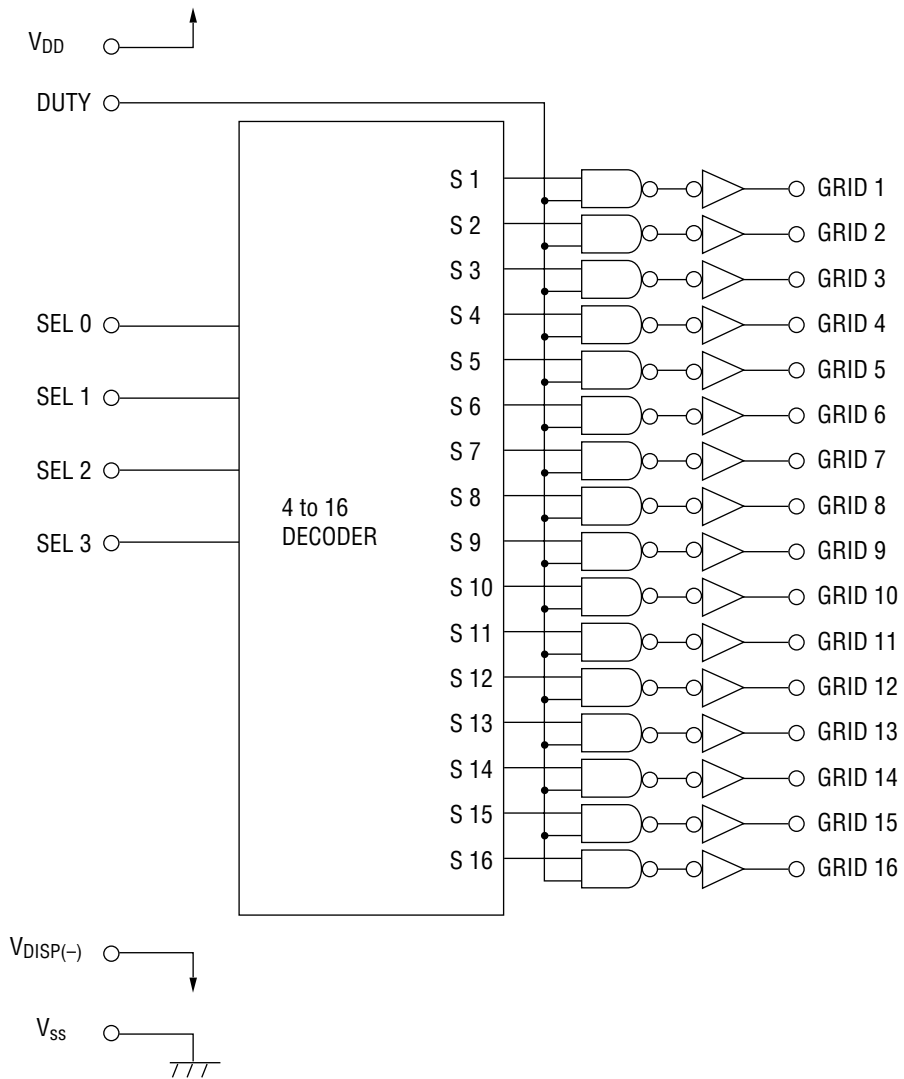 VDD
DUTY
SEL 0
SEL 1
SEL 2
SEL 3
4 to 16
DECODER
S 1
S 2
S 3
S 4
S 5
S 6
S 7
S 8
S 9
S 10
S 11
S 12
S 13
S 14
S 15
S 16
GRID 1
GRID 2
GRID 3
GRID 4
GRID 5
GRID 6
GRID 7
GRID 8
GRID 9
GRID 10
GRID 11
GRID 12
GRID 13
GRID 14
GRID 15
GRID 16
VDISP(–)
Vss